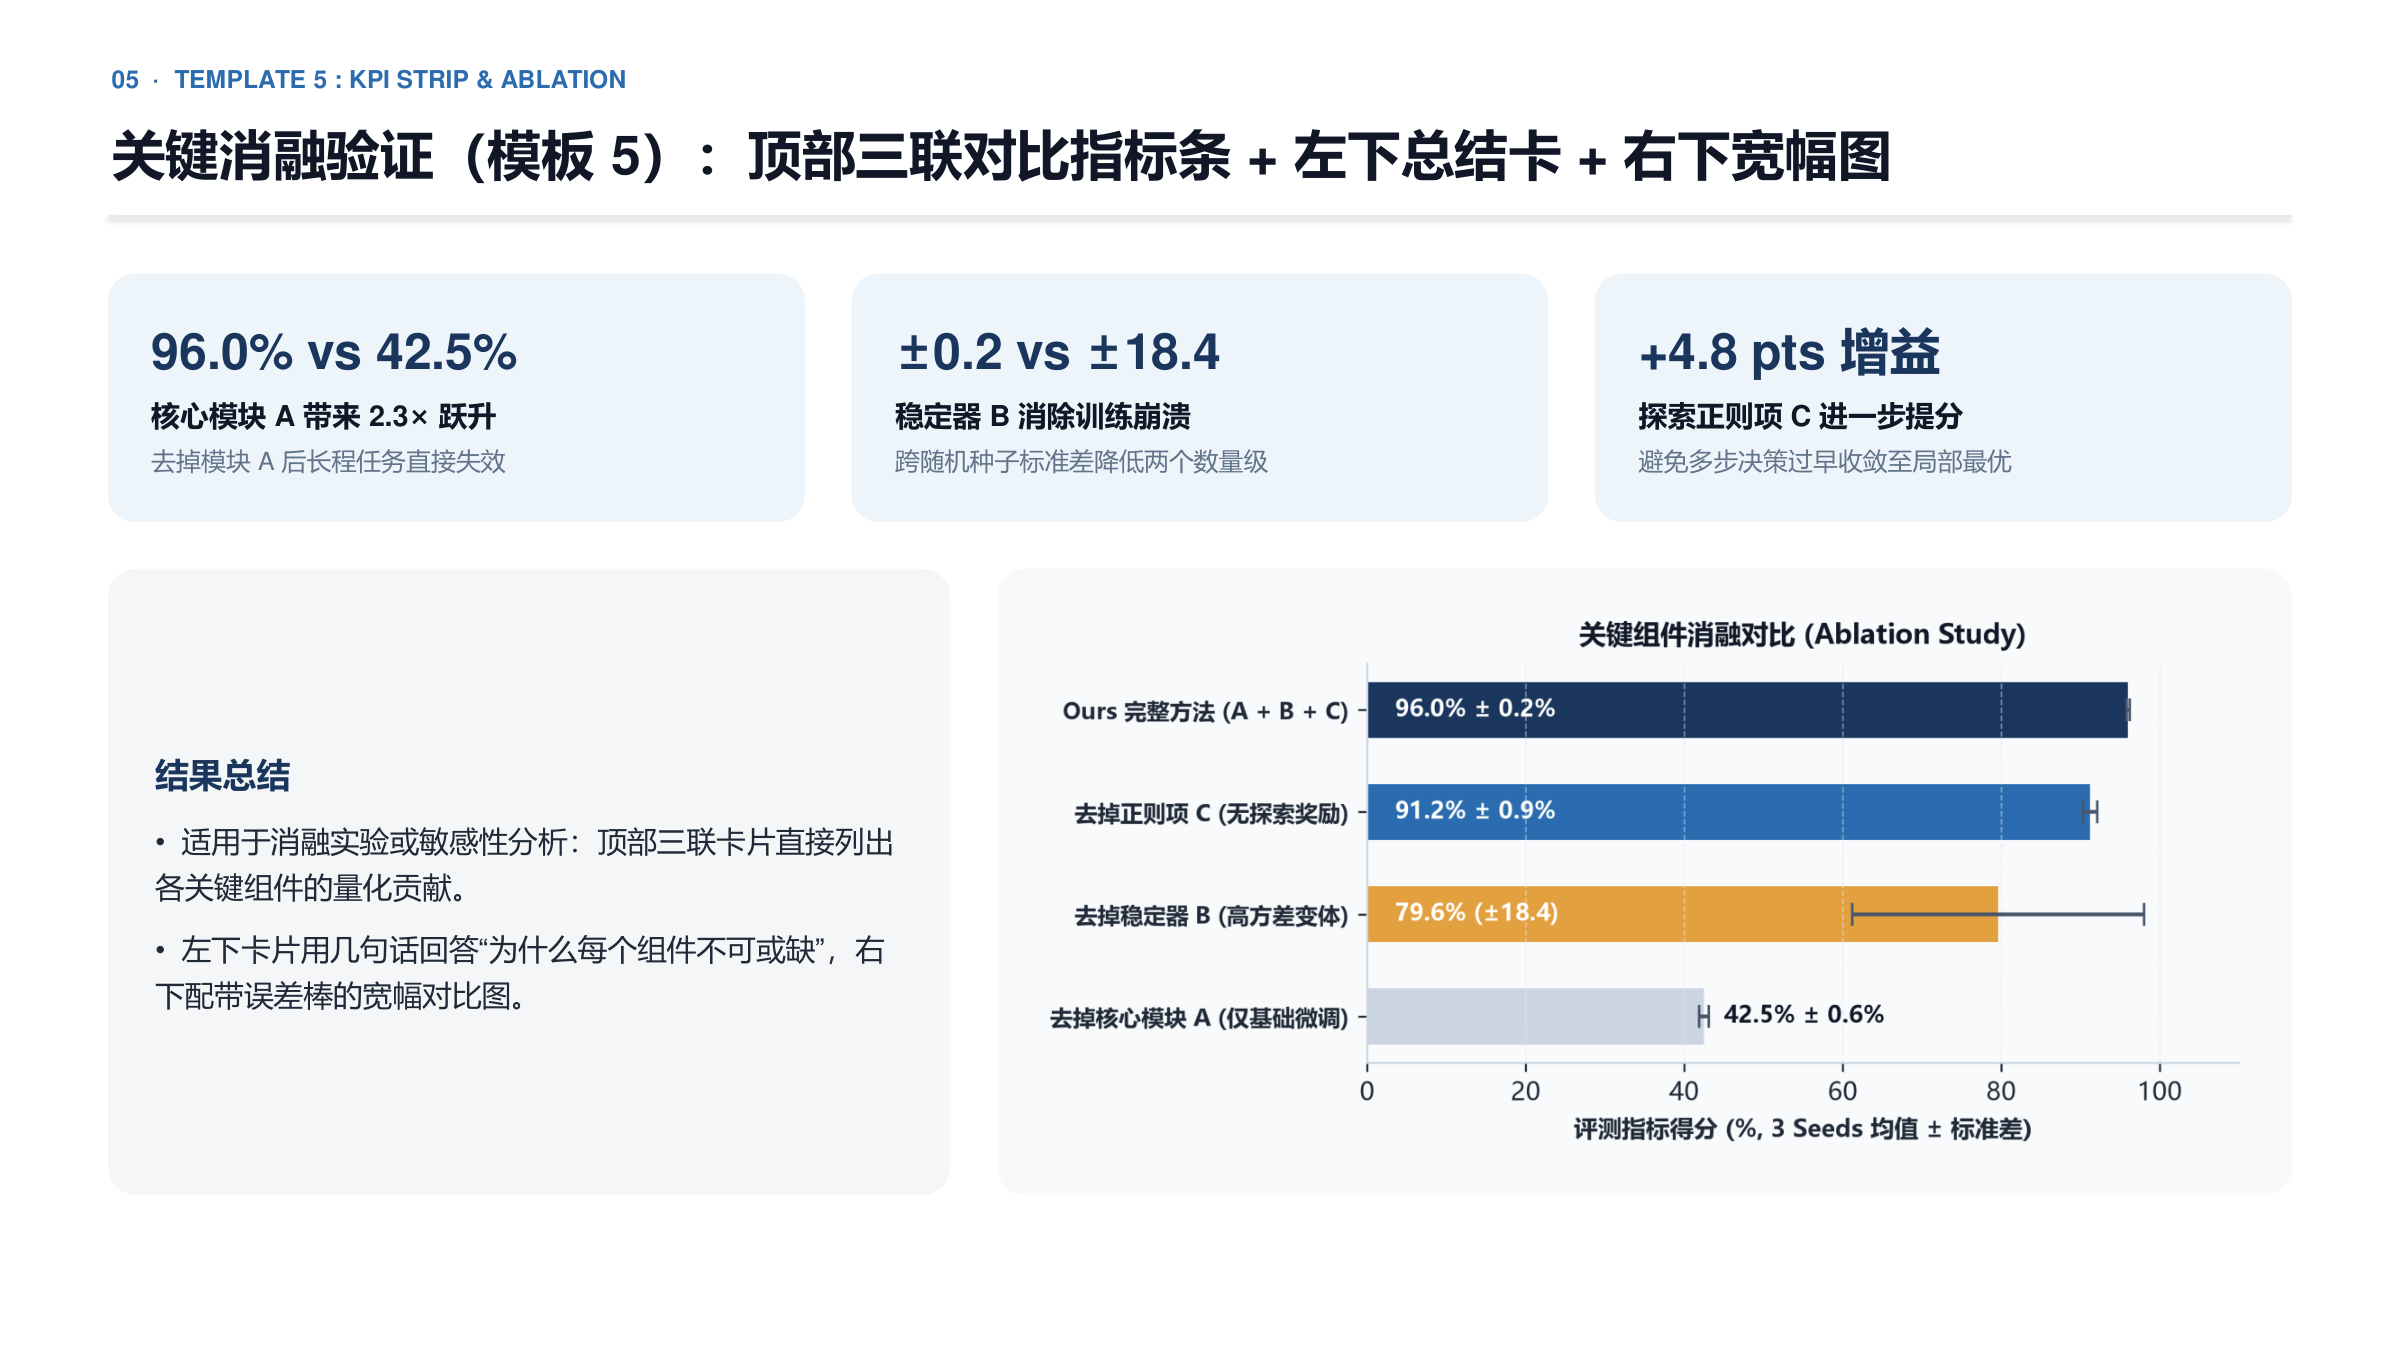 05 · TEMPLATE 5 : KPI STRIP & ABLATION
关键消融验证（模板 5）：顶部三联对比指标条 + 左下总结卡 + 右下宽幅图
96.0% vs 42.5%
核心模块 A 带来 2.3× 跃升
去掉模块 A 后长程任务直接失效
±0.2 vs ±18.4
稳定器 B 消除训练崩溃
跨随机种子标准差降低两个数量级
+4.8 pts 增益
探索正则项 C 进一步提分
避免多步决策过早收敛至局部最优
结果总结
• 适用于消融实验或敏感性分析：顶部三联卡片直接列出
各关键组件的量化贡献。
• 左下卡片用几句话回答“为什么每个组件不可或缺”，右
下配带误差棒的宽幅对比图。
关键组件消融对比 (Ablation Study)
Ours 完整方法 (A + B + C)
96.0% ± 0.2%
去掉正则项 C (无探索奖励)
91.2% ± 0.9%
去掉稳定器 B (高方差变体)
79.6% (±18.4)
去掉核心模块 A (仅基础微调)
42.5% ± 0.6%
0 20 40 60 80 100
评测指标得分 (%, 3 Seeds 均值 ± 标准差)